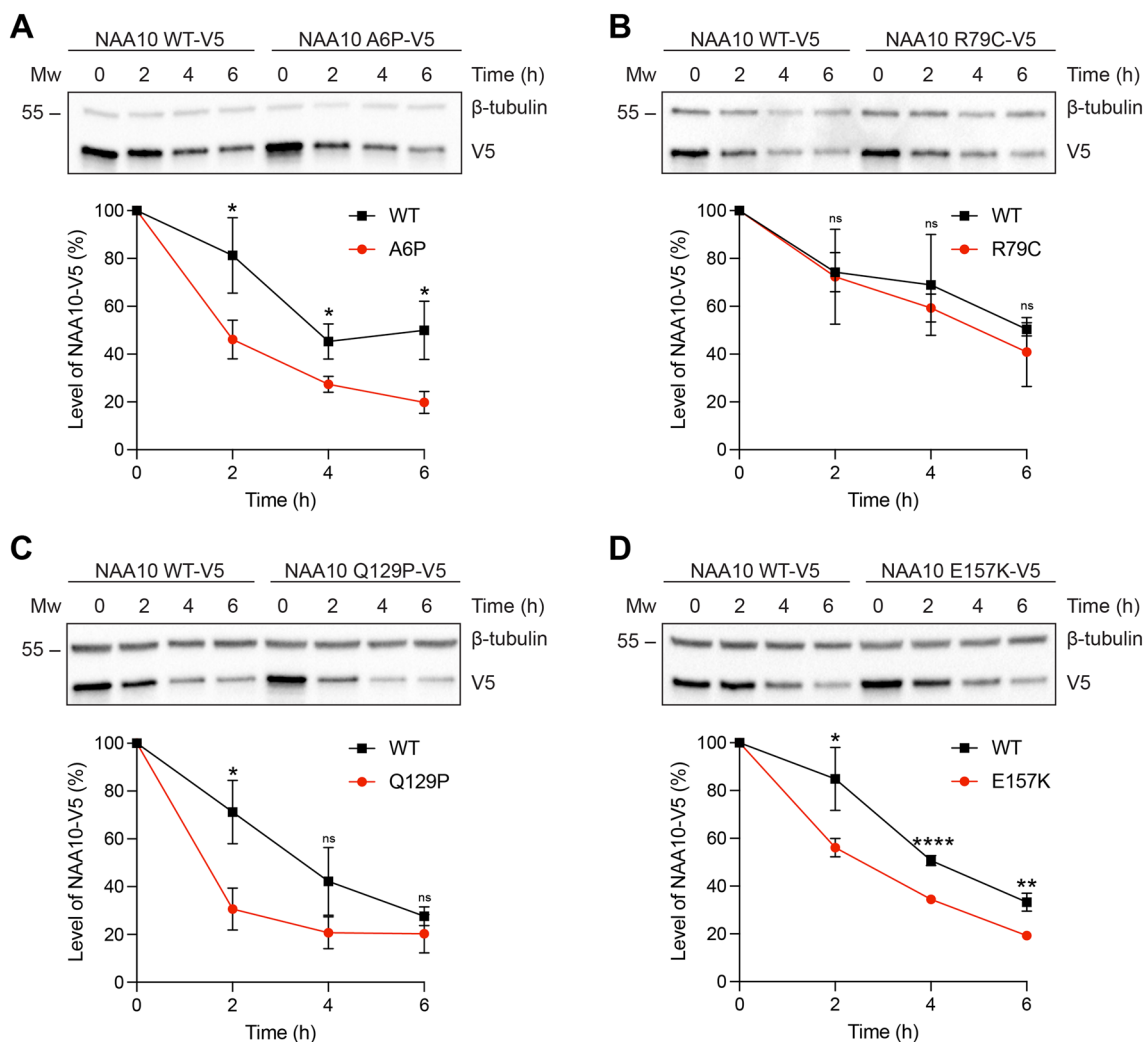 A
NAA10 WT-V5 NAA10 A6P-V5
Mw 0 2 4 6 0 2 4 6 Time (h)
55 β-tubulin
V5
Level of NAA10-V5 (%)
100
80
60
40
20
0
* * *
WT
A6P
0 2 4 6
Time (h)
B
NAA10 WT-V5 NAA10 R79C-V5
Mw 0 2 4 6 0 2 4 6 Time (h)
55 β-tubulin
V5
Level of NAA10-V5 (%)
100
80
60
40
20
0
ns ns ns
WT
R79C
0 2 4 6
Time (h)
C
NAA10 WT-V5 NAA10 Q129P-V5
Mw 0 2 4 6 0 2 4 6 Time (h)
55 β-tubulin
V5
Level of NAA10-V5 (%)
100
80
60
40
20
0
* ns ns
WT
Q129P
0 2 4 6
Time (h)
D
NAA10 WT-V5 NAA10 E157K-V5
Mw 0 2 4 6 0 2 4 6 Time (h)
55 β-tubulin
V5
Level of NAA10-V5 (%)
100
80
60
40
20
0
* **** **
WT
E157K
0 2 4 6
Time (h)